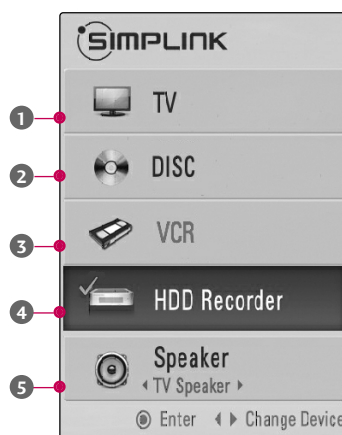 SIMPLINK
1 TV
2 DISC
3 VCR
4 HDD Recorder
5 Speaker
◀ TV Speaker ▶
◉ Enter ◀ ▶ Change Device